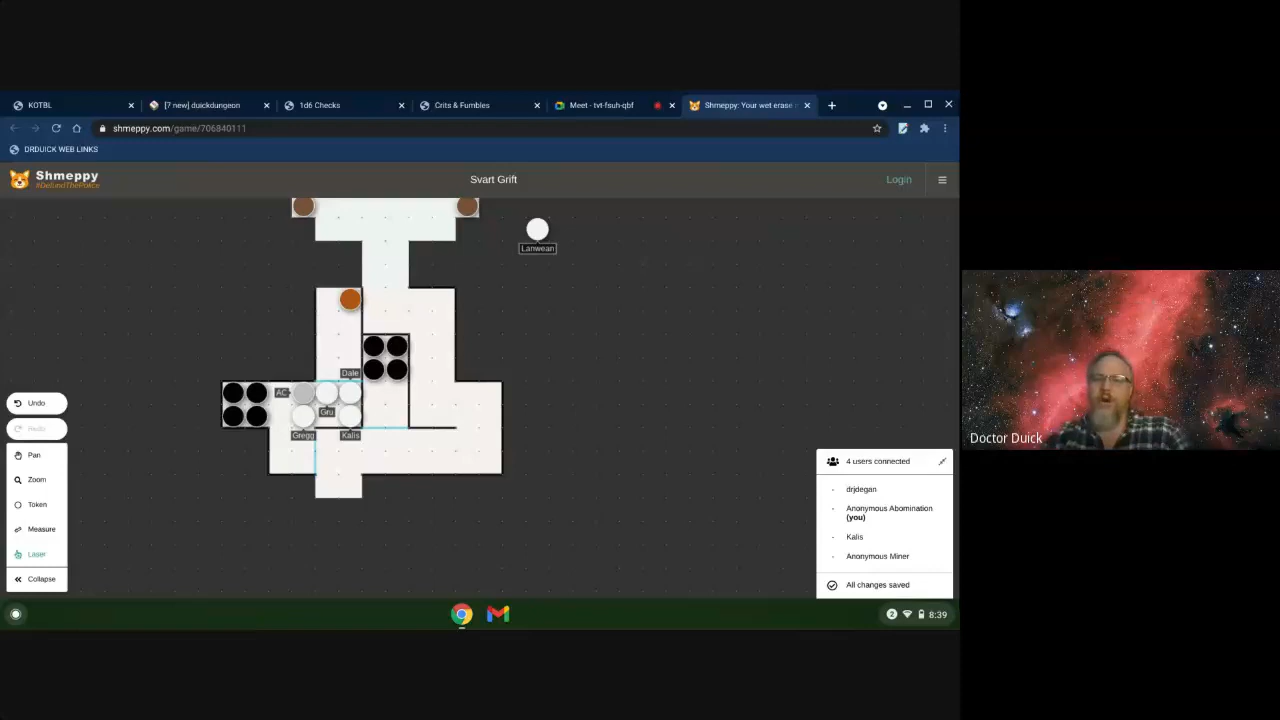 KOTBL
[7 new] duickdungeon
1d6 Checks
Crits & Fumbles
Meet - tvt-fsuh-qbf
Shmeppy: Your wet erase
shmeppy.com/game/706840111
DRDUICK WEB LINKS
Shmeppy
#DefundThePolice
Svart Grift
Login
Lanwean
Dale
AC
Gru
Gregg
Kalis
Undo
Redo
Pan
Zoom
Token
Measure
Laser
Collapse
4 users connected
- drjdegan
- Anonymous Abomination
(you)
- Kalis
- Anonymous Miner
All changes saved
2
8:39
Doctor Duick